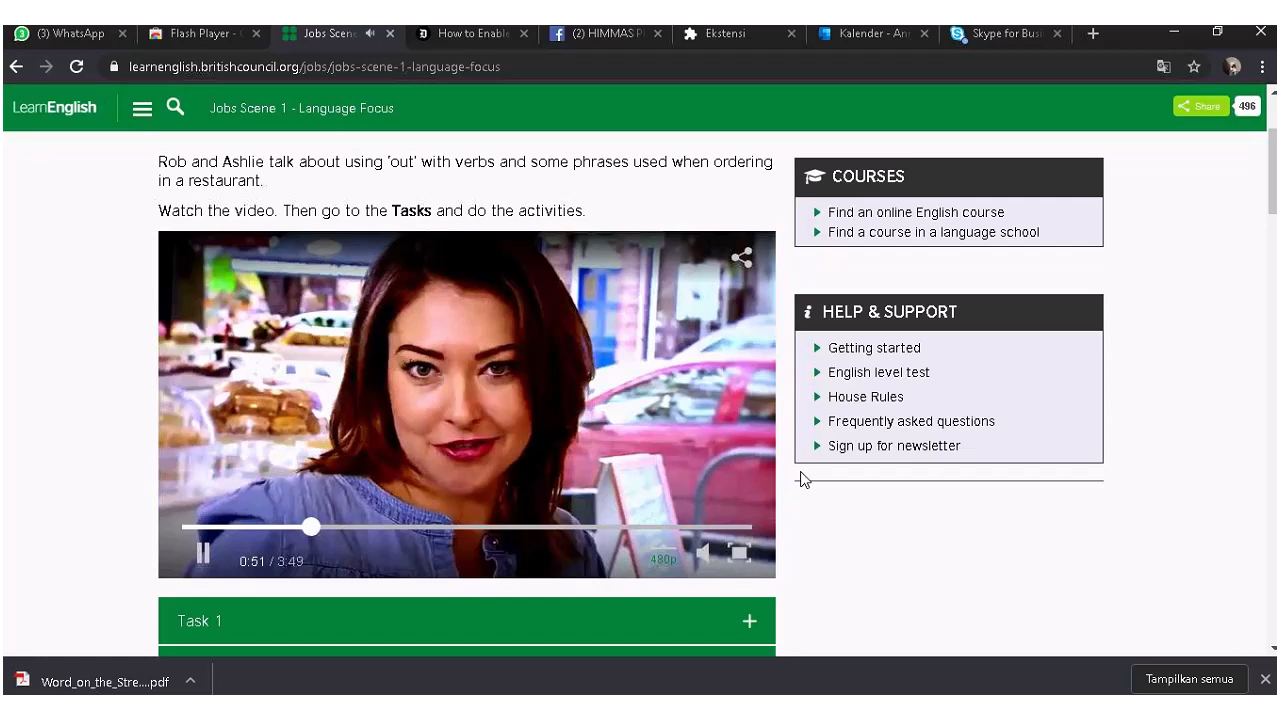 (3) WhatsApp
Flash Player -
Jobs Scene
How to Enable
(2) HIMMAS P
Ekstensi
Kalender - Ann
Skype for Busi
learnenglish.britishcouncil.org/jobs/jobs-scene-1-language-focus
LearnEnglish
Jobs Scene 1 - Language Focus
Share
496
Rob and Ashlie talk about using 'out' with verbs and some phrases used when ordering
in a restaurant.
Watch the video. Then go to the Tasks and do the activities.
COURSES
Find an online English course
Find a course in a language school
HELP & SUPPORT
Getting started
English level test
House Rules
Frequently asked questions
Sign up for newsletter
0:51 / 3:49
480p
Task 1
Word_on_the_Stre....pdf
Tampilkan semua